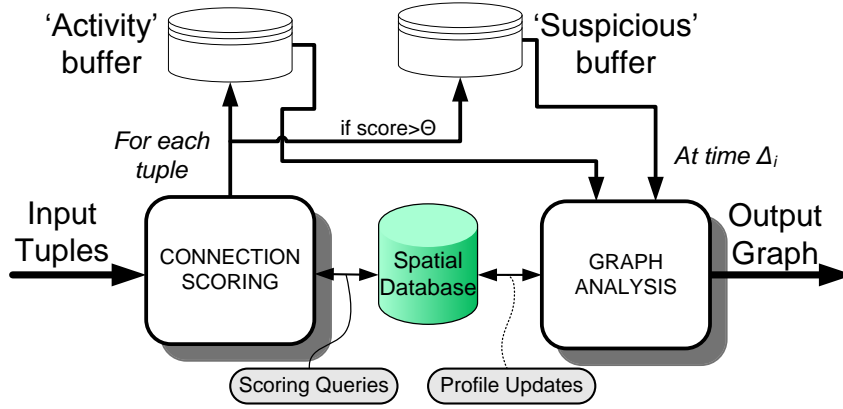 ‘Activity’
buffer
‘Suspicious’
buffer
For each
tuple
if score>Θ
At time Δi
Input
Tuples
CONNECTION
SCORING
Spatial
Database
GRAPH
ANALYSIS
Output
Graph
Scoring Queries
Profile Updates